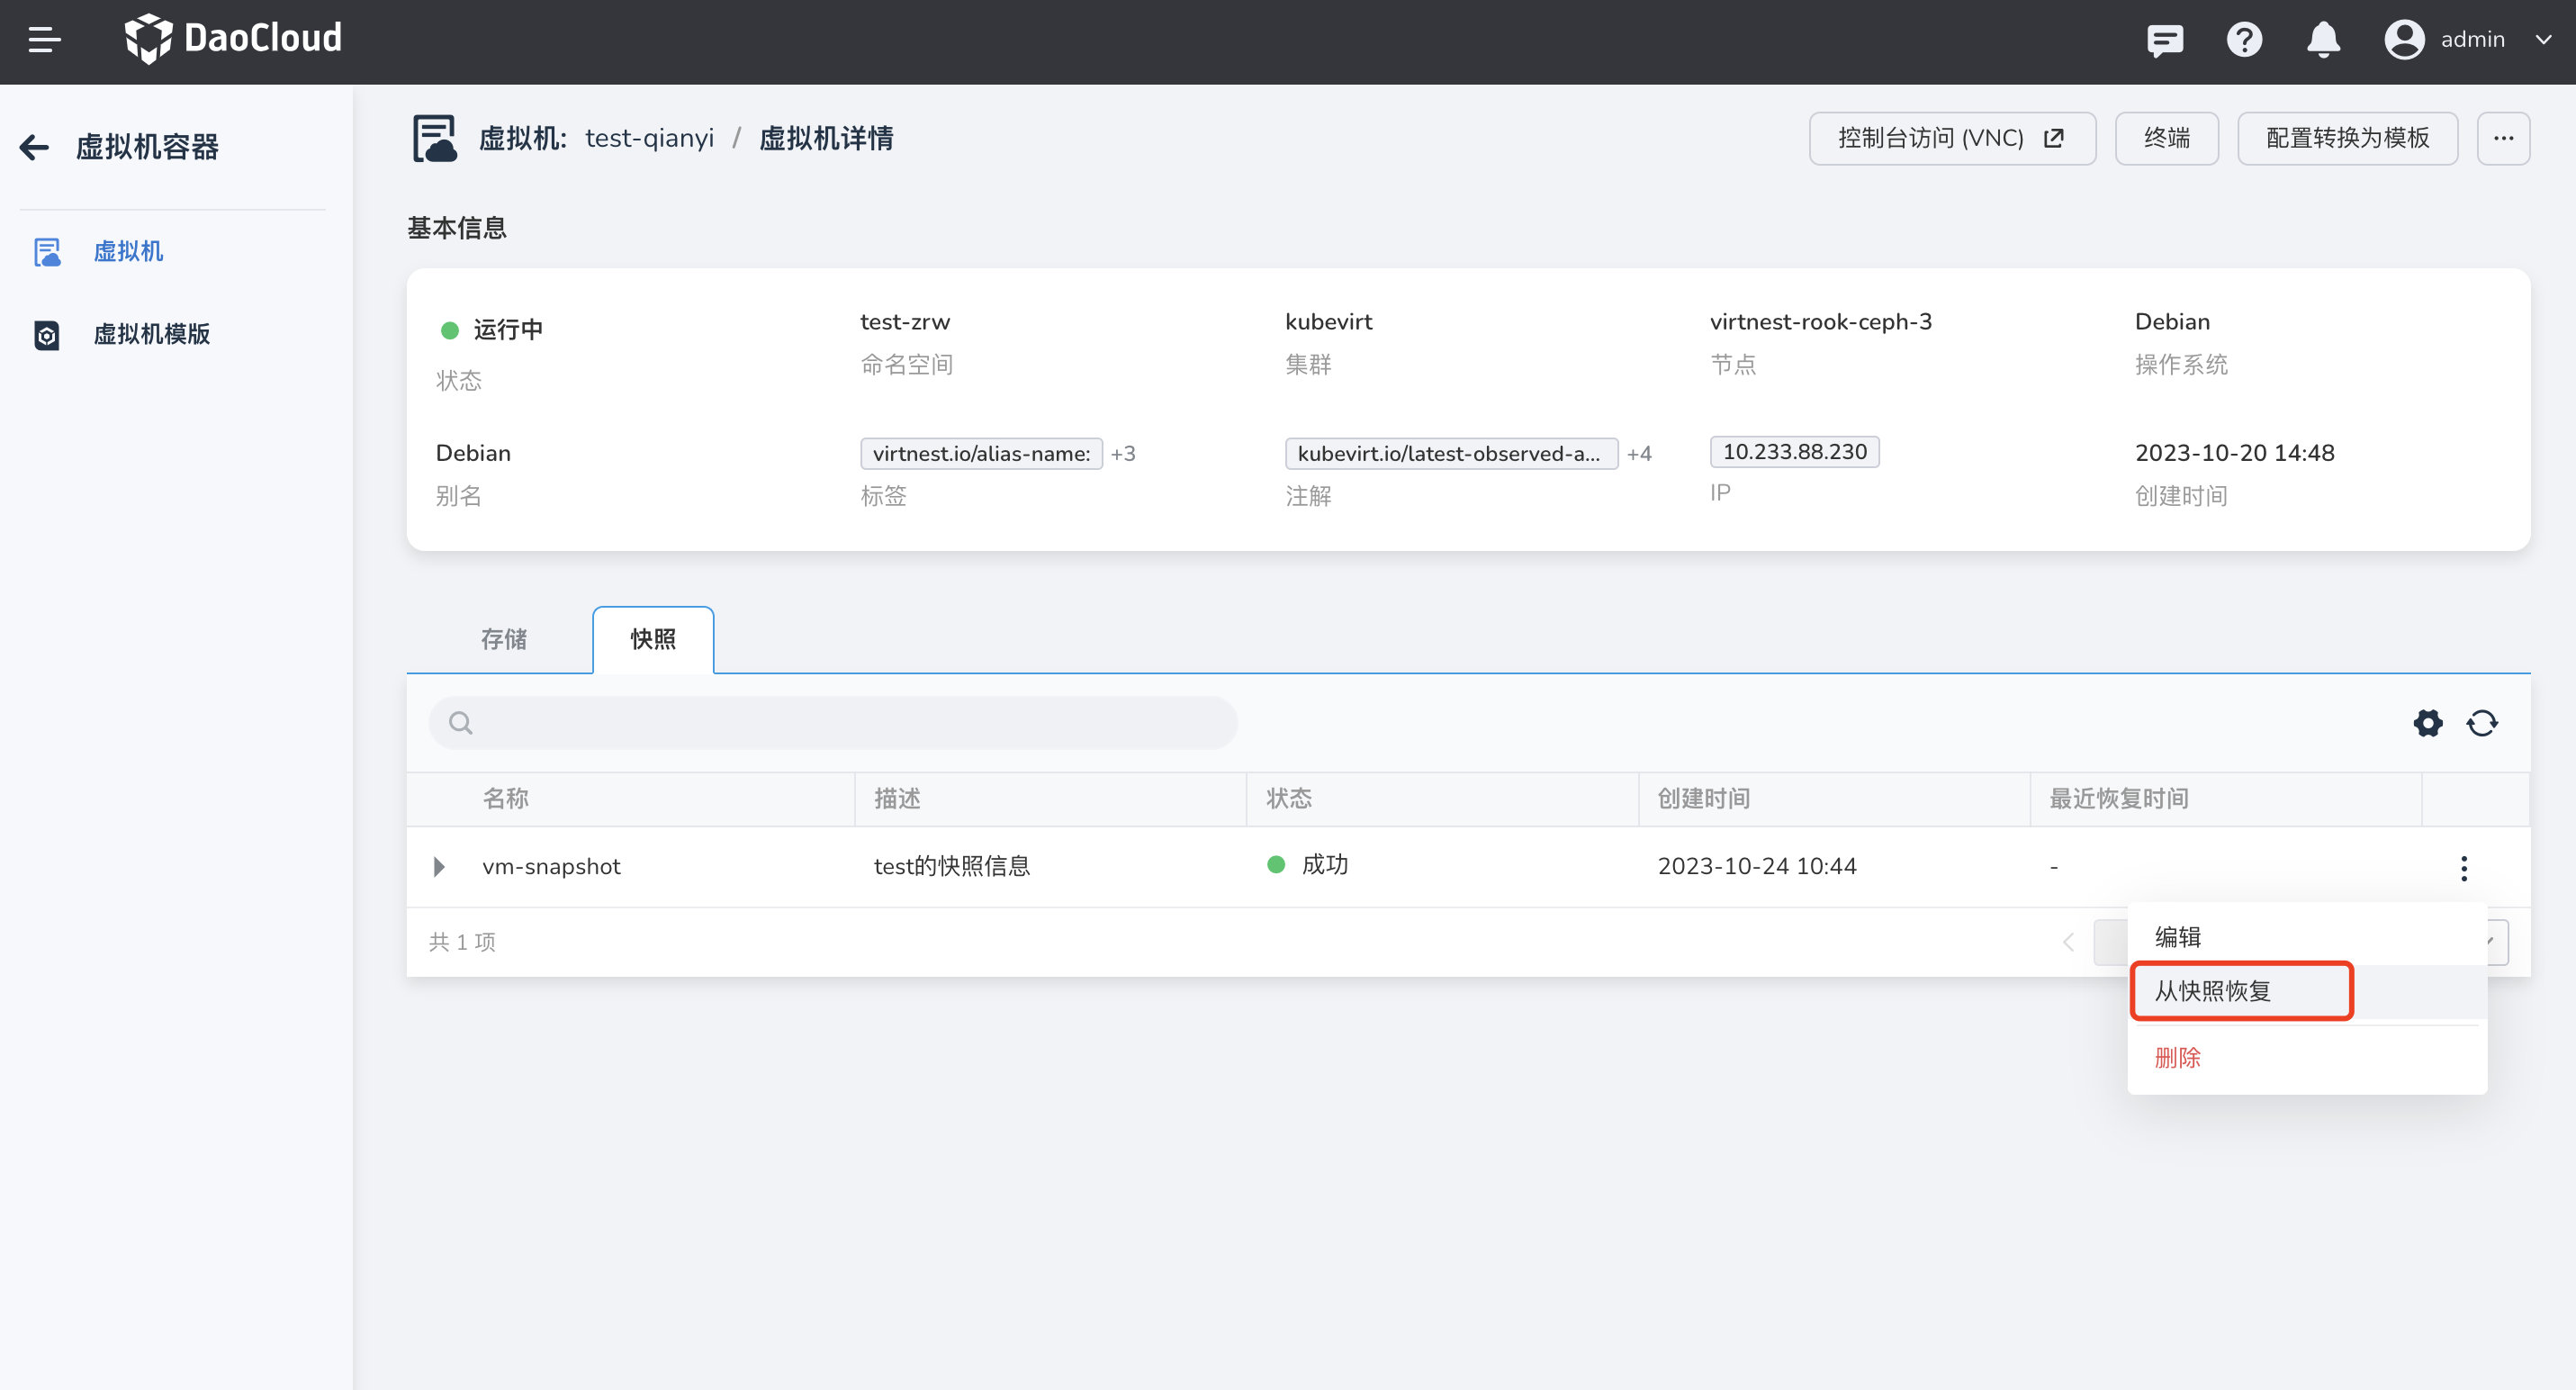 DaoCloud
admin
虚拟机容器
虚拟机
虚拟机模版
虚拟机: test-qianyi / 虚拟机详情
控制台访问 (VNC)
终端
配置转换为模板
基本信息
运行中
状态
test-zrw
命名空间
kubevirt
集群
virtnest-rook-ceph-3
节点
Debian
操作系统
Debian
别名
virtnest.io/alias-name: +3
标签
kubevirt.io/latest-observed-a... +4
注解
10.233.88.230
IP
2023-10-20 14:48
创建时间
存储
快照
名称 描述 状态 创建时间 最近恢复时间
vm-snapshot test的快照信息 成功 2023-10-24 10:44 -
共 1 项
编辑
从快照恢复
删除